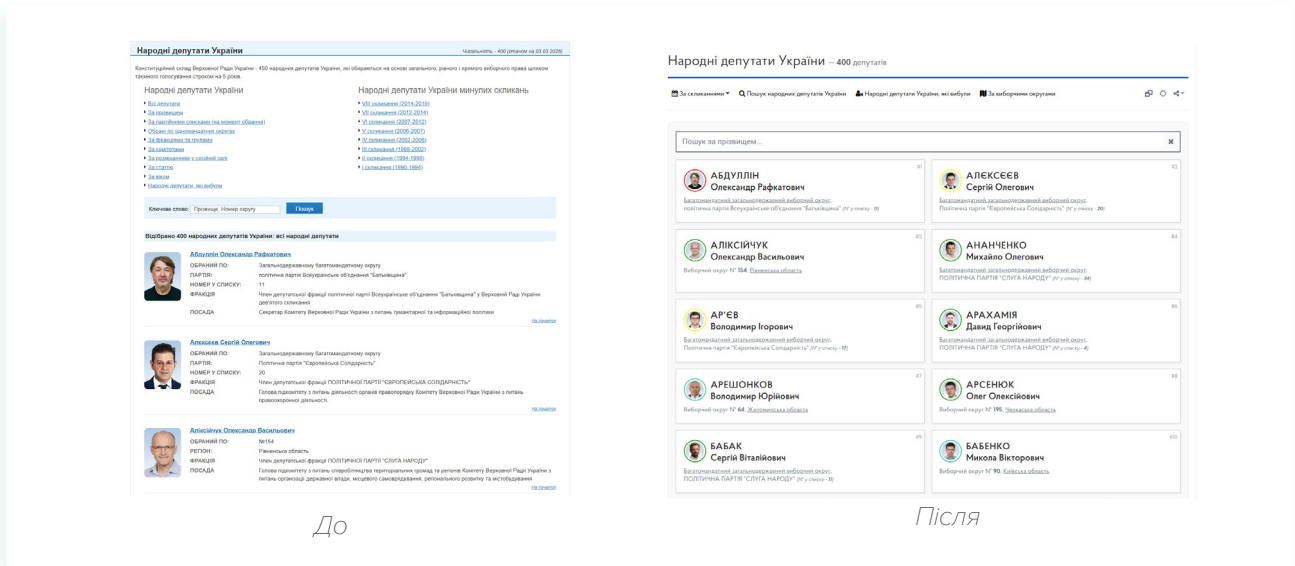 Народні депутати України
Чисельність - 400 (станом на 03.03.2020)
Конституційний склад Верховної Ради України - 450 народних депутатів України, які обираються на основі загального, рівного і прямого виборчого права шляхом
таємного голосування строком на 5 років.
Народні депутати України
Всі депутати
За прізвищем
За партійними списками (на момент обрання)
Обрані по одномандатних округах
За фракціями та групами
За комітетами
За розміщенням у сесійній залі
За статтю
За віком
Народні депутати, які вибули
Народні депутати України минулих скликань
VIII скликання (2014-2019)
VII скликання (2012-2014)
VI скликання (2007-2012)
V скликання (2006-2007)
IV скликання (2002-2006)
III скликання (1998-2002)
II скликання (1994-1998)
I скликання (1990-1994)
Ключове слово: Прізвище, Номер округу Пошук
Відібрано 400 народних депутатів України: всі народні депутати
Абдуллін Олександр Рафкатович
ОБРАНИЙ ПО: Загальнодержавному багатомандатному округу
ПАРТІЯ: політична партія Всеукраїнське об'єднання "Батьківщина"
НОМЕР У СПИСКУ: 11
ФРАКЦІЯ Член депутатської фракції політичної партії Всеукраїнське об'єднання "Батьківщина" у Верховній Раді України
дев'ятого скликання
ПОСАДА Секретар Комітету Верховної Ради України з питань гуманітарної та інформаційної політики
На початок
Алексєєв Сергій Олегович
ОБРАНИЙ ПО: Загальнодержавному багатомандатному округу
ПАРТІЯ: Політична партія "Європейська Солідарність"
НОМЕР У СПИСКУ: 20
ФРАКЦІЯ Член депутатської фракції ПОЛІТИЧНОЇ ПАРТІЇ "ЄВРОПЕЙСЬКА СОЛІДАРНІСТЬ"
ПОСАДА Голова підкомітету з питань діяльності органів правопорядку Комітету Верховної Ради України з питань
правоохоронної діяльності
На початок
Аліксійчук Олександр Васильович
ОБРАНИЙ ПО: №154
РЕГІОН: Рівненська область
ФРАКЦІЯ Член депутатської фракції ПОЛІТИЧНОЇ ПАРТІЇ "СЛУГА НАРОДУ"
ПОСАДА Голова підкомітету з питань співробітництва територіальних громад та регіонів Комітету Верховної Ради України з
питань організації державної влади, місцевого самоврядування, регіонального розвитку та містобудування
На початок
До
Народні депутати України – 400 депутатів
За скликаннями Пошук народних депутатів України Народні депутати України, які вибули За виборчими округами
Пошук за прізвищем...
#1
АБДУЛЛІН
Олександр Рафкатович
Багатомандатний загальнодержавний виборчий округ,
політична партія Всеукраїнське об'єднання "Батьківщина" (№ у списку - 11)
#2
АЛЕКСЄЄВ
Сергій Олегович
Багатомандатний загальнодержавний виборчий округ,
Політична партія "Європейська Солідарність" (№ у списку - 20)
#3
АЛІКСІЙЧУК
Олександр Васильович
Виборчий округ № 154, Рівненська область
#4
АНАНЧЕНКО
Михайло Олегович
Багатомандатний загальнодержавний виборчий округ,
ПОЛІТИЧНА ПАРТІЯ "СЛУГА НАРОДУ" (№ у списку - 34)
#5
АР'ЄВ
Володимир Ігорович
Багатомандатний загальнодержавний виборчий округ,
Політична партія "Європейська Солідарність" (№ у списку - 17)
#6
АРАХАМІЯ
Давид Георгійович
Багатомандатний загальнодержавний виборчий округ,
ПОЛІТИЧНА ПАРТІЯ "СЛУГА НАРОДУ" (№ у списку - 4)
#7
АРЕШОНКОВ
Володимир Юрійович
Виборчий округ № 64, Житомирська область
#8
АРСЕНЮК
Олег Олексійович
Виборчий округ № 195, Черкаська область
#9
БАБАК
Сергій Віталійович
Багатомандатний загальнодержавний виборчий округ,
ПОЛІТИЧНА ПАРТІЯ "СЛУГА НАРОДУ" (№ у списку - 11)
#10
БАБЕНКО
Микола Вікторович
Виборчий округ № 90, Київська область
Після